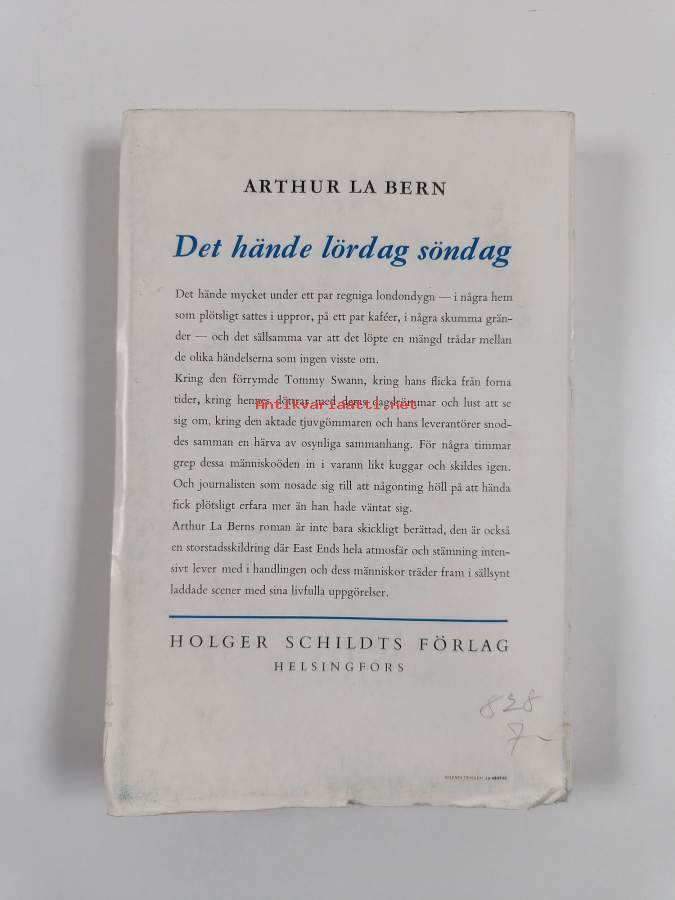 ARTHUR LA BERN
Det hände lördag söndag
Det hände mycket under ett par regniga londondygn — i några hem
som plötsligt sattes i uppror, på ett par kaféer, i några skumma grän-
der — och det sällsamma var att det löpte en mängd trådar mellan
de olika händelserna som ingen visste om.
Kring den förrymde Tommy Swann, kring hans flicka från forna
tider, kring hennes döttrar med deras dagdrömmar och lust att se
Antikvariaatti.net
sig om, kring den aktade tjuvgömmaren och hans leverantörer snod-
des samman en härva av osynliga sammanhang. För några timmar
grep dessa människoöden in i varann likt kuggar och skildes igen.
Och journalisten som nosade sig till att någonting höll på att hända
fick plötsligt erfara mer än han hade väntat sig.
Arthur La Berns roman är inte bara skickligt berättad, den är också
en storstadsskildring där East Ends hela atmosfär och stämning inten-
sivt lever med i handlingen och dess människor träder fram i sällsynt
laddade scener med sina livfulla uppgörelser.
HOLGER SCHILDTS FÖRLAG
HELSINGFORS
828
7-